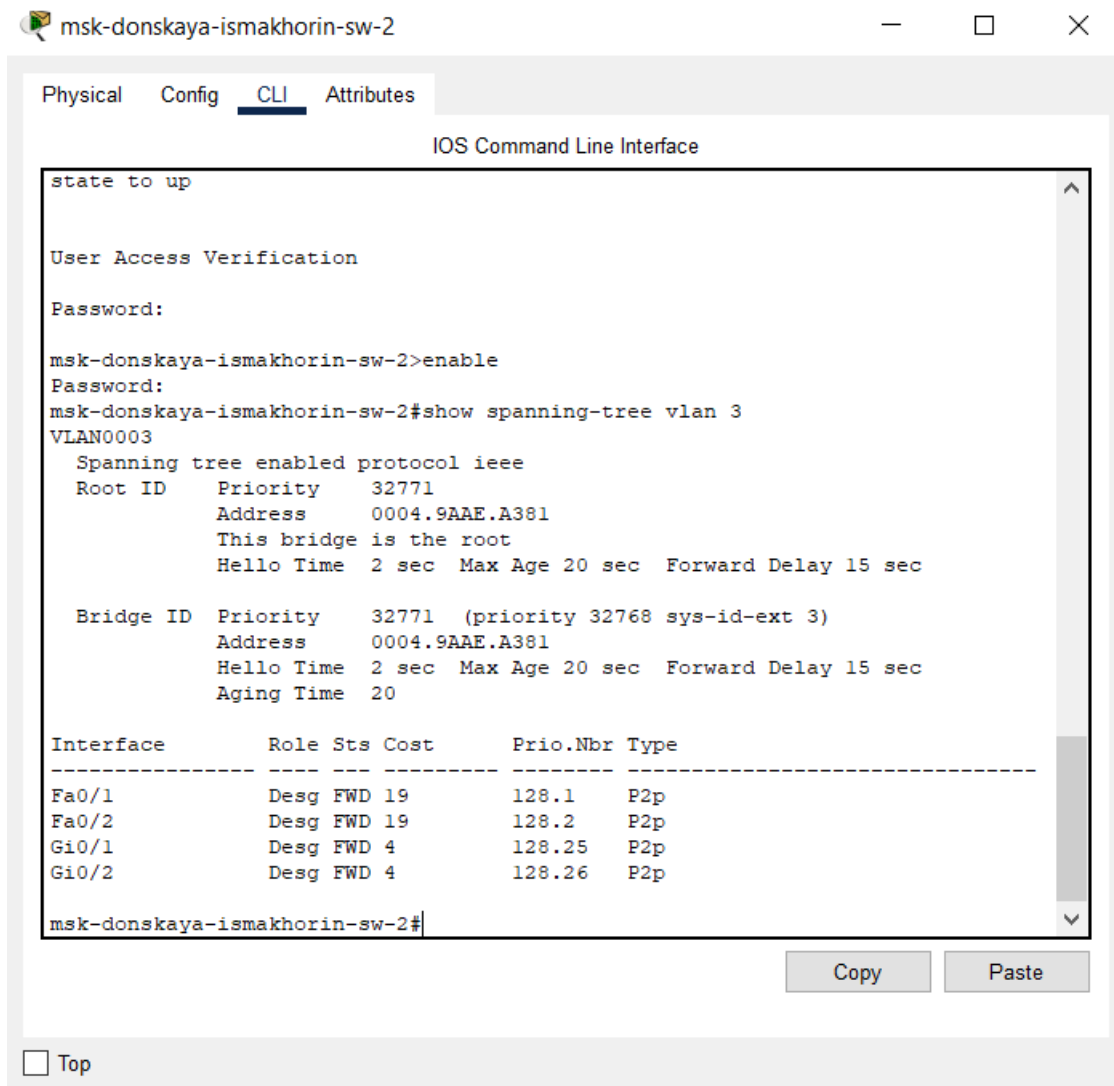 msk-donskaya-ismakhorin-sw-2
Physical Config CLI Attributes
IOS Command Line Interface
state to up
User Access Verification
Password:
msk-donskaya-ismakhorin-sw-2>enable
Password:
msk-donskaya-ismakhorin-sw-2#show spanning-tree vlan 3
VLAN0003
  Spanning tree enabled protocol ieee
  Root ID    Priority    32771
             Address     0004.9AAE.A381
             This bridge is the root
             Hello Time  2 sec  Max Age 20 sec  Forward Delay 15 sec
  Bridge ID  Priority    32771  (priority 32768 sys-id-ext 3)
             Address     0004.9AAE.A381
             Hello Time  2 sec  Max Age 20 sec  Forward Delay 15 sec
             Aging Time  20
Interface        Role Sts Cost      Prio.Nbr Type
---------------- ---- --- --------- -------- --------------------------------
Fa0/1            Desg FWD 19        128.1    P2p
Fa0/2            Desg FWD 19        128.2    P2p
Gi0/1            Desg FWD 4         128.25   P2p
Gi0/2            Desg FWD 4         128.26   P2p
msk-donskaya-ismakhorin-sw-2#
Copy Paste
Top